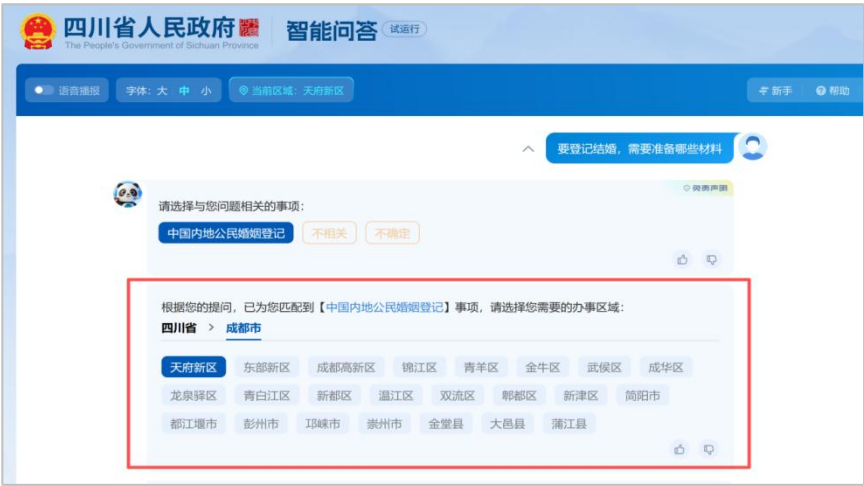 四川省人民政府 智能问答 试运行
The People's Government of Sichuan Province
语音播报 字体: 大 中 小 当前区域: 天府新区 新手 帮助
要登记结婚，需要准备哪些材料
免责声明
请选择与您问题相关的事项:
中国内地公民婚姻登记 不相关 不确定
根据您的提问，已为您匹配到【中国内地公民婚姻登记】事项，请选择您需要的办事区域:
四川省 > 成都市
天府新区 东部新区 成都高新区 锦江区 青羊区 金牛区 武侯区 成华区
龙泉驿区 青白江区 新都区 温江区 双流区 郫都区 新津区 简阳市
都江堰市 彭州市 邛崃市 崇州市 金堂县 大邑县 蒲江县